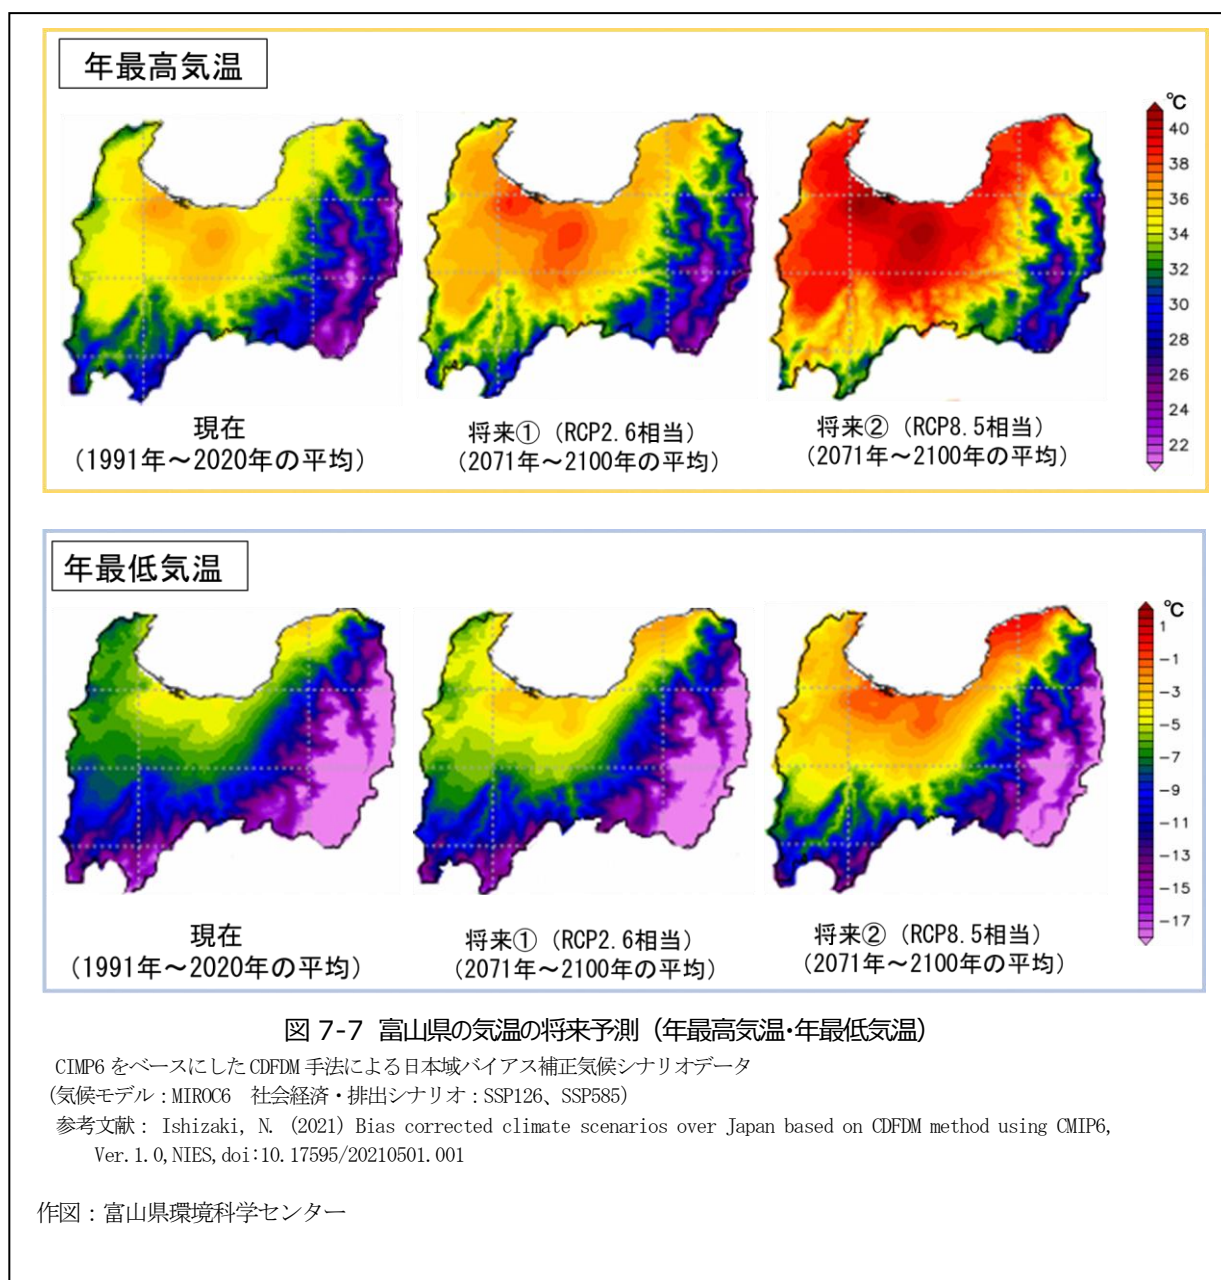 年最高気温
℃
40
38
36
34
32
30
28
26
24
22
現在
(1991年～2020年の平均)
将来① (RCP2.6相当)
(2071年～2100年の平均)
将来② (RCP8.5相当)
(2071年～2100年の平均)
年最低気温
℃
1
-1
-3
-5
-7
-9
-11
-13
-15
-17
現在
(1991年～2020年の平均)
将来① (RCP2.6相当)
(2071年～2100年の平均)
将来② (RCP8.5相当)
(2071年～2100年の平均)
図 7-7 富山県の気温の将来予測（年最高気温・年最低気温）
CIMP6 をベースにした CDFDM 手法による日本域バイアス補正気候シナリオデータ
（気候モデル：MIROC6　社会経済・排出シナリオ：SSP126、SSP585）
参考文献： Ishizaki, N. (2021) Bias corrected climate scenarios over Japan based on CDFDM method using CMIP6,
Ver.1.0,NIES,doi:10.17595/20210501.001
作図：富山県環境科学センター